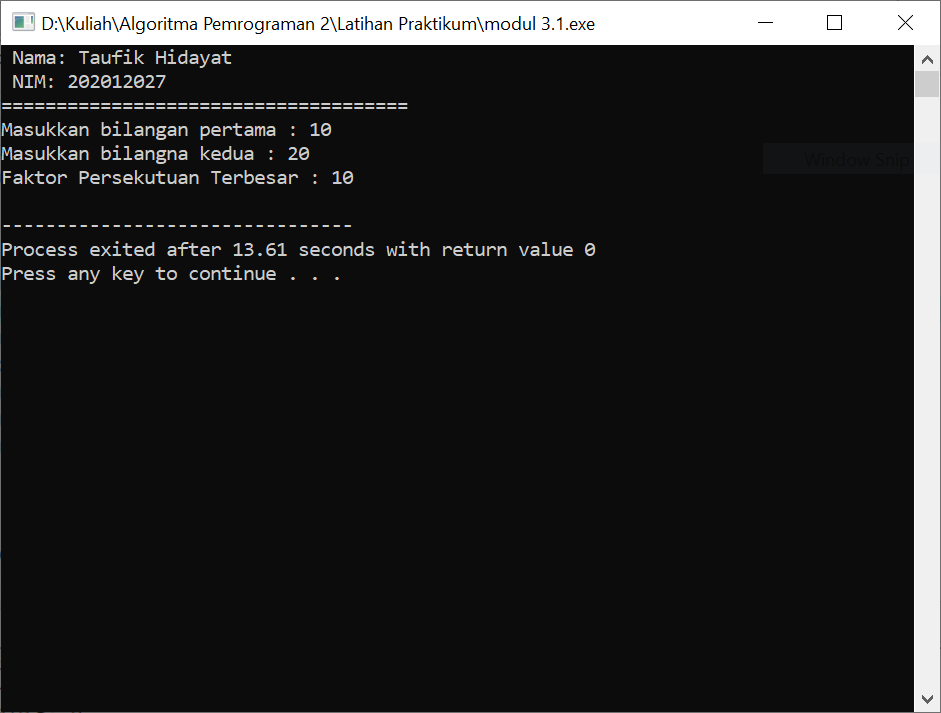 D:\Kuliah\Algoritma Pemrograman 2\Latihan Praktikum\modul 3.1.exe
Nama: Taufik Hidayat
NIM: 202012027
=====================================
Masukkan bilangan pertama : 10
Masukkan bilangna kedua : 20
Window Snip
Faktor Persekutuan Terbesar : 10
--------------------------------
Process exited after 13.61 seconds with return value 0
Press any key to continue . . .